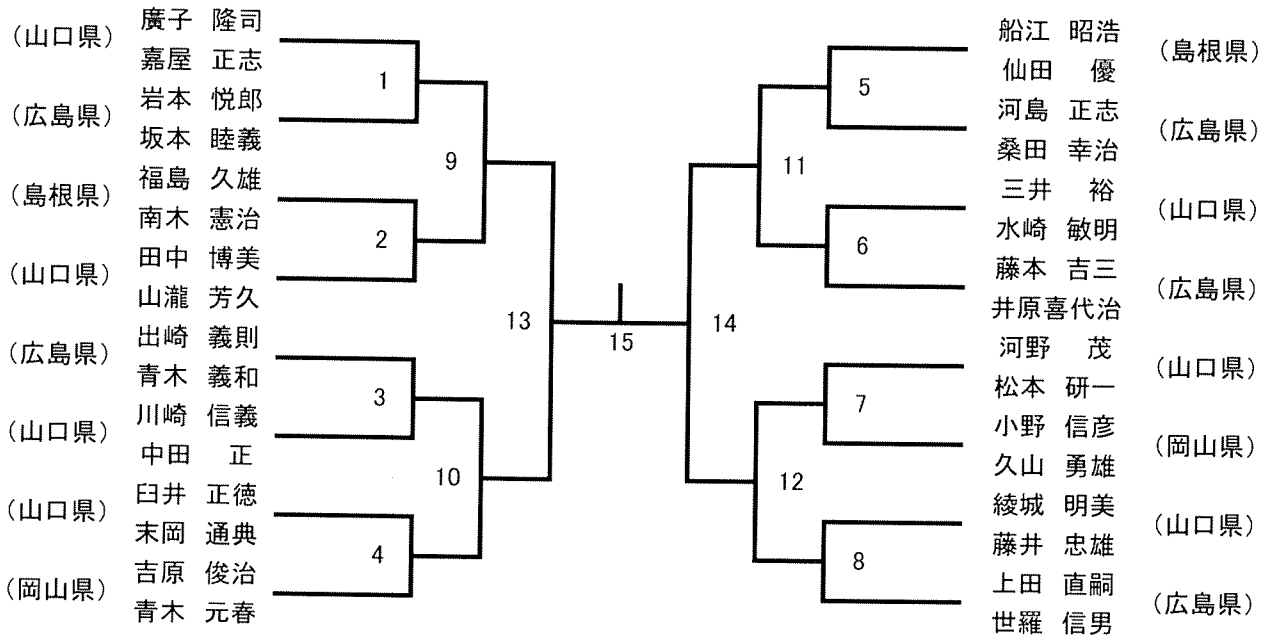 廣子 隆司
(山口県)
嘉屋 正志
岩本 悦郎
(広島県)
坂本 睦義
福島 久雄
(島根県)
南木 憲治
田中 博美
(山口県)
山瀧 芳久
出崎 義則
(広島県)
青木 義和
川崎 信義
(山口県)
中田 正
臼井 正徳
(山口県)
末岡 通典
吉原 俊治
(岡山県)
青木 元春
1
2
3
4
9
10
13
15
14
11
12
5
6
7
8
船江 昭浩
(島根県)
仙田 優
河島 正志
(広島県)
桑田 幸治
三井 裕
(山口県)
水崎 敏明
藤本 吉三
(広島県)
井原喜代治
河野 茂
(山口県)
松本 研一
小野 信彦
(岡山県)
久山 勇雄
綾城 明美
(山口県)
藤井 忠雄
上田 直嗣
(広島県)
世羅 信男